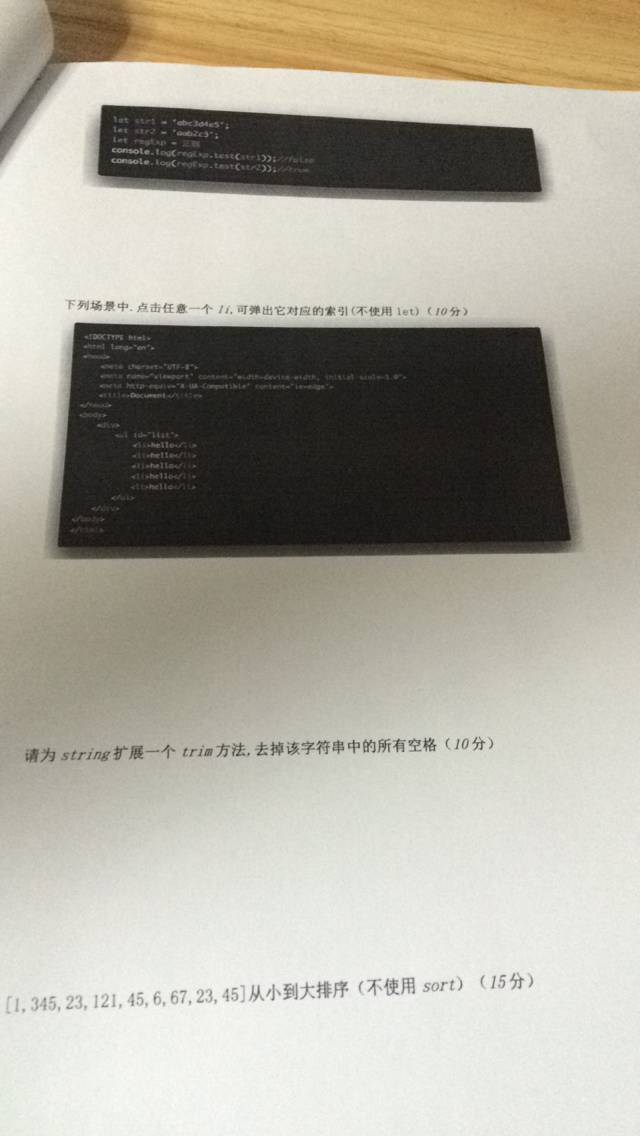 let str1 = "abc3d4e5";
let str2 = "aab2c3";
let regExp = 正则
console.log(regExp.test(str1));//false
console.log(regExp.test(str2));//true
下列场景中.点击任意一个 li,可弹出它对应的索引(不使用 let)（10分）
<!DOCTYPE html>
<html lang="en">
<head>
<meta charset="UTF-8">
<meta name="viewport" content="width=device-width, initial-scale=1.0">
<meta http-equiv="X-UA-Compatible" content="ie=edge">
<title>Document</title>
</head>
<body>
<div>
<ul id="list">
<li>hello</li>
<li>hello</li>
<li>hello</li>
<li>hello</li>
<li>hello</li>
</ul>
</div>
</body>
</html>
请为 string 扩展一个 trim 方法,去掉该字符串中的所有空格（10分）
[1,345,23,121,45,6,67,23,45]从小到大排序（不使用 sort）（15分）